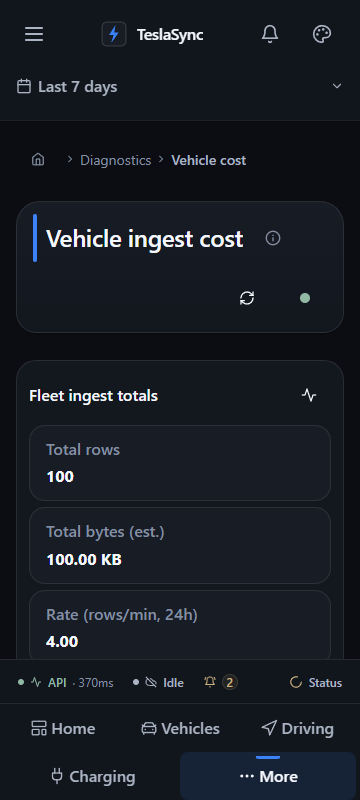 TeslaSync
Last 7 days
Diagnostics
Vehicle cost
Vehicle ingest cost
Fleet ingest totals
Total rows
100
Total bytes (est.)
100.00 KB
Rate (rows/min, 24h)
4.00
API · 370ms
Idle
2
Status
Home
Vehicles
Driving
Charging
More